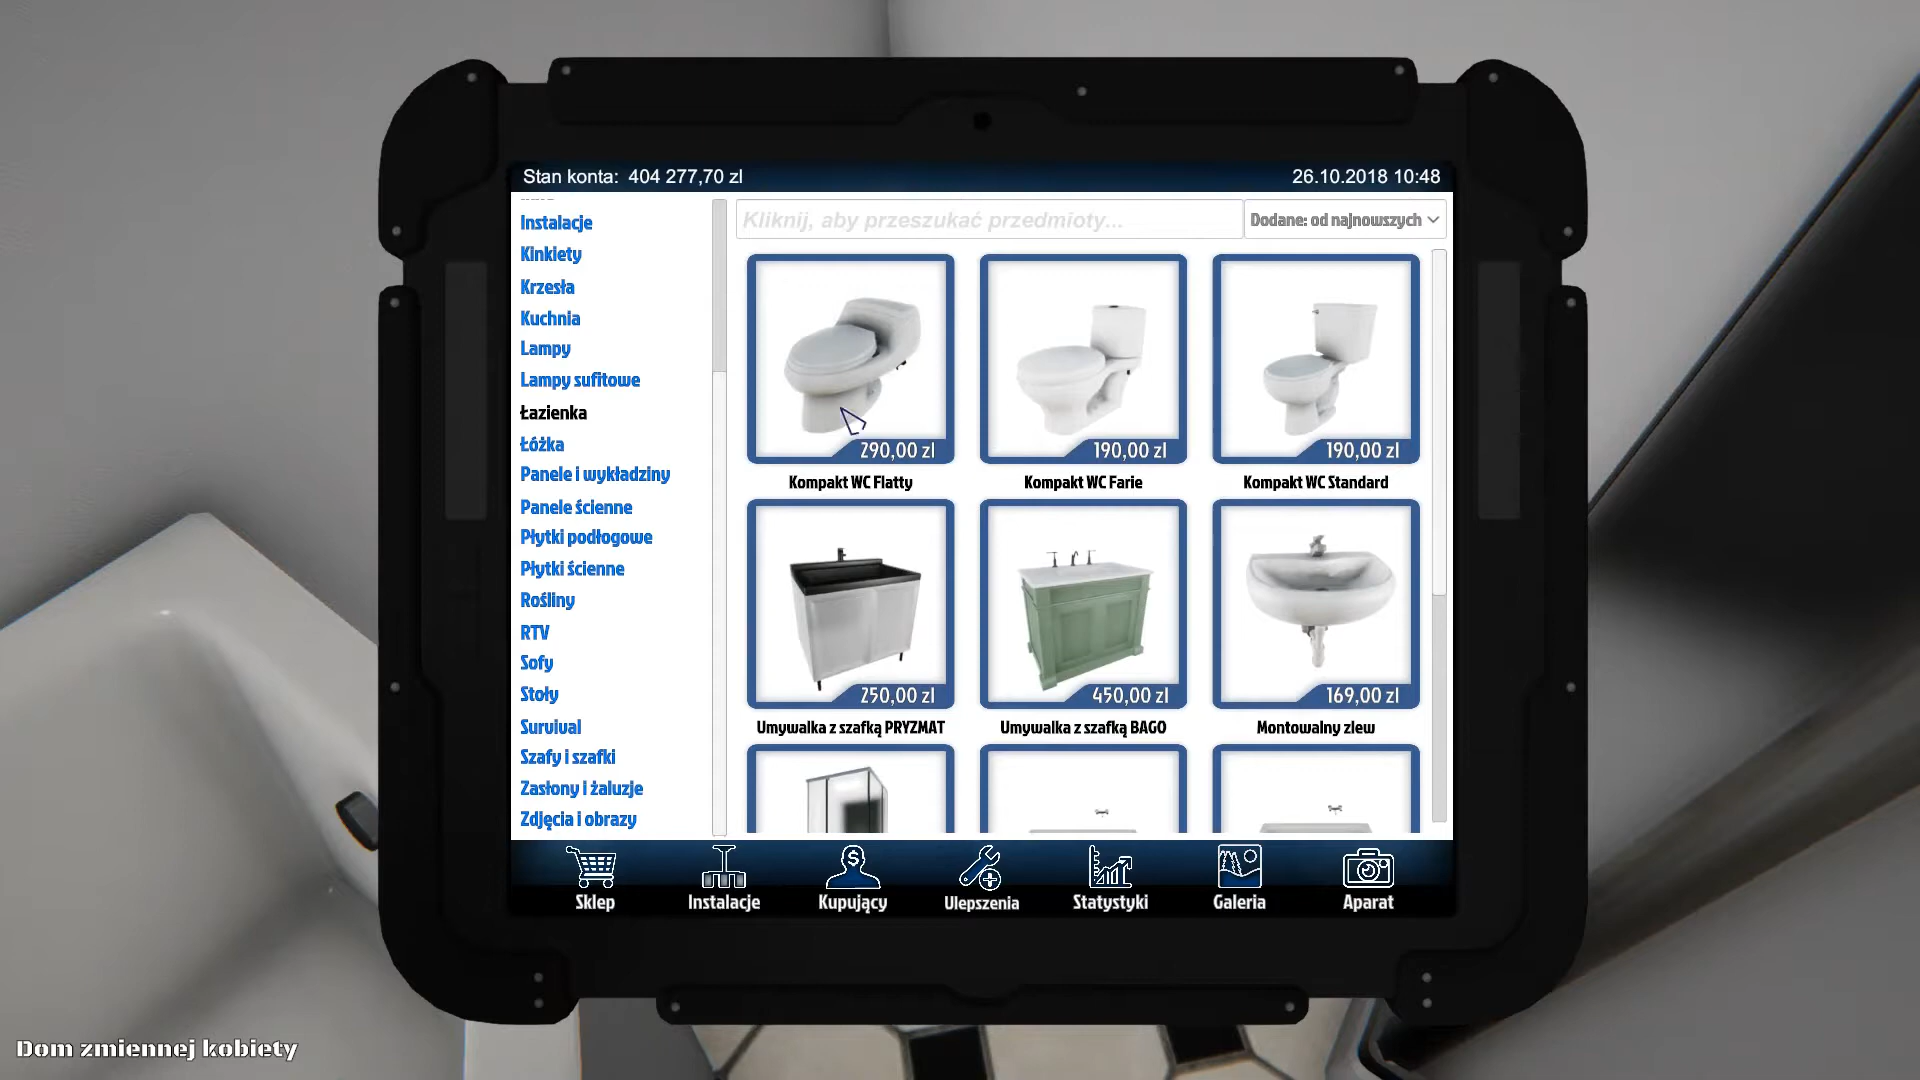 Stan konta: 404 277,70 zl
26.10.2018 10:48
Instalacje
Kinkiety
Krzesła
Kuchnia
Lampy
Lampy sufitowe
Łazienka
Łóżka
Panele i wykładziny
Panele ścienne
Płytki podłogowe
Płytki ścienne
Rośliny
RTV
Sofy
Stoły
Survival
Szafy i szafki
Zasłony i żaluzje
Zdjęcia i obrazy
Kliknij, aby przeszukać przedmioty...
Dodane: od najnowszych
290,00 zl
190,00 zl
190,00 zl
Kompakt WC Flatty
Kompakt WC Farie
Kompakt WC Standard
250,00 zl
450,00 zl
169,00 zl
Umywalka z szafką PRYZMAT
Umywalka z szafką BAGO
Montowalny zlew
Sklep
Instalacje
Kupujący
Ulepszenia
Statystyki
Galeria
Aparat
Dom zmiennej kobiety